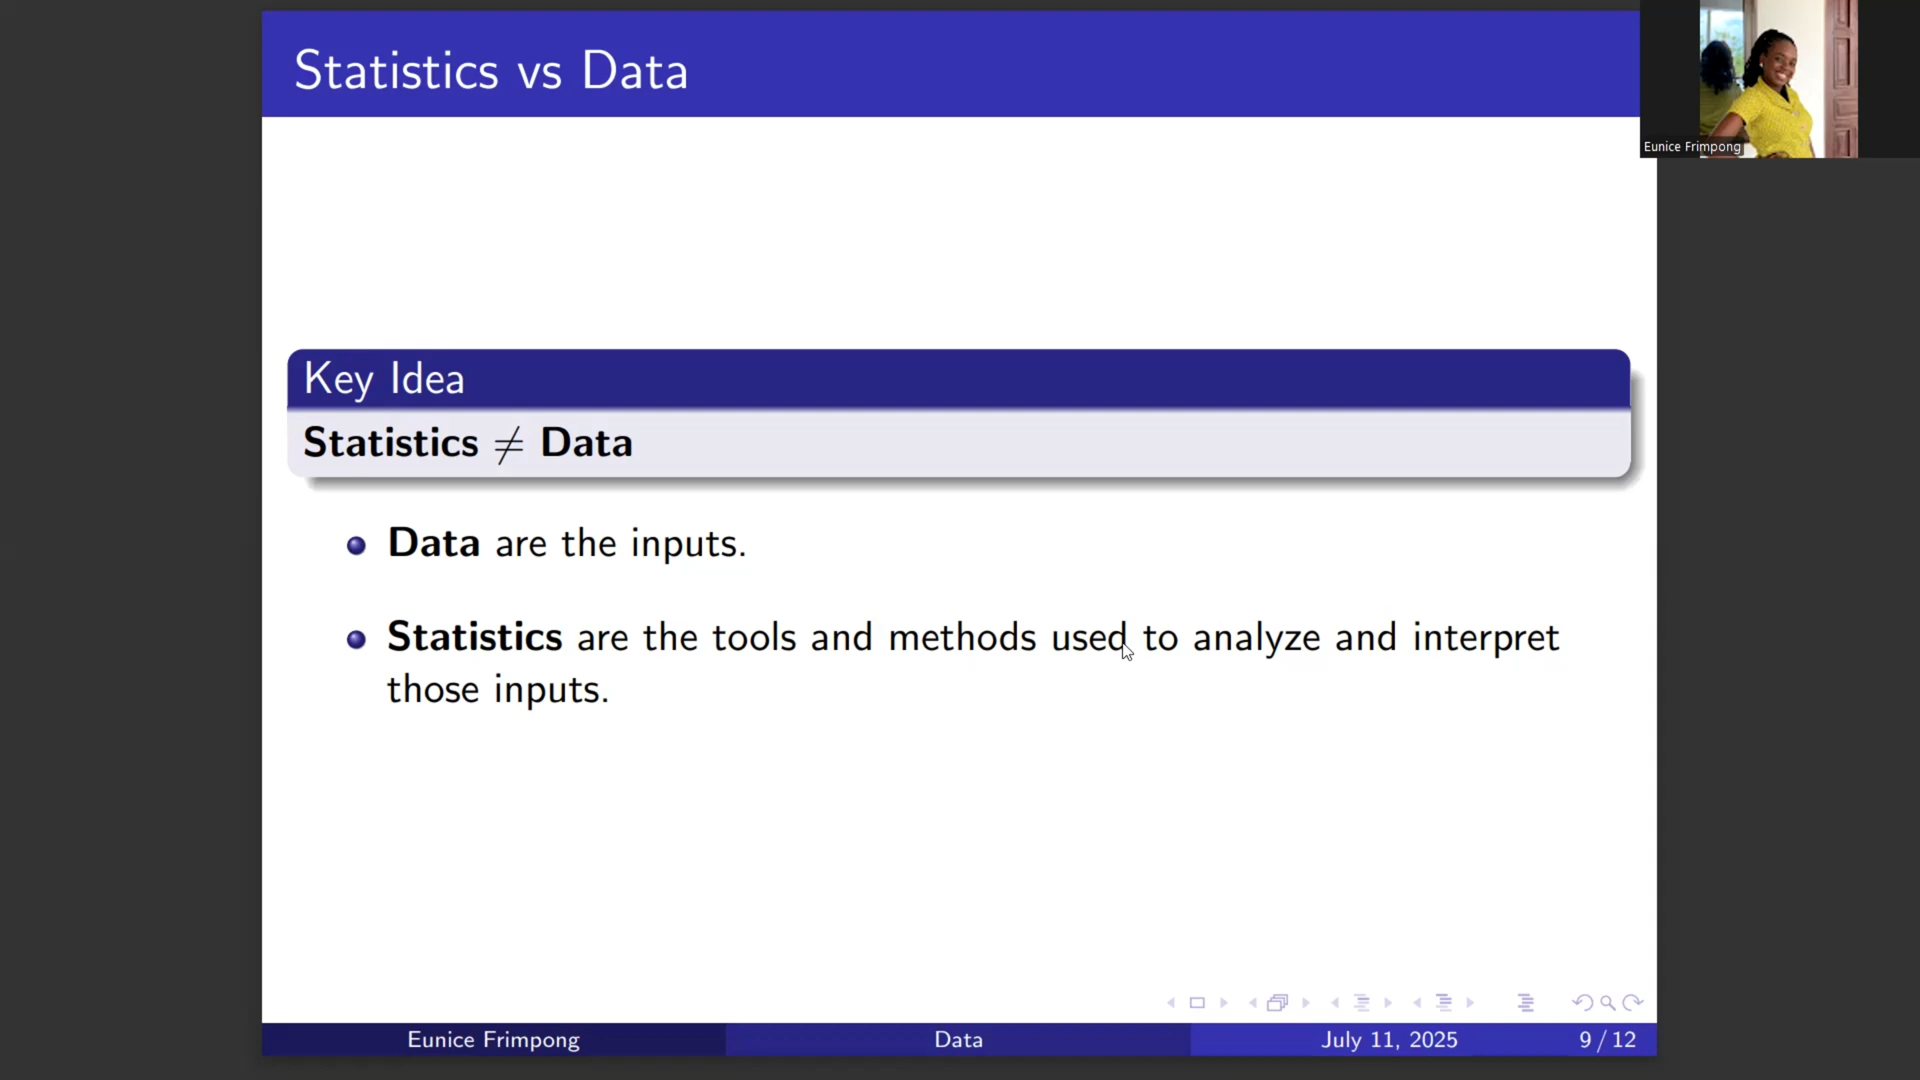 Statistics vs Data
Eunice Frimpong
Key Idea
Statistics ≠ Data
Data are the inputs.
Statistics are the tools and methods used to analyze and interpret
those inputs.
Eunice Frimpong
Data
July 11, 2025
9 / 12